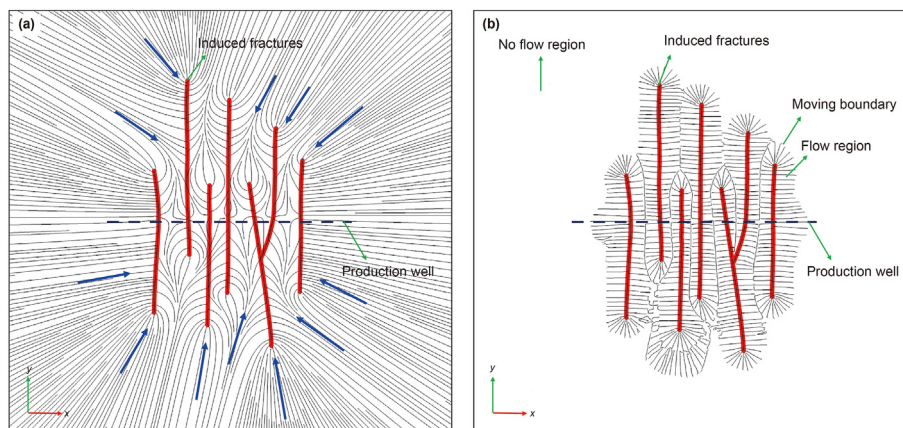 (a)
Induced fractures
Production well
y
x
(b)
No flow region
Induced fractures
Moving boundary
Flow region
Production well
y
x